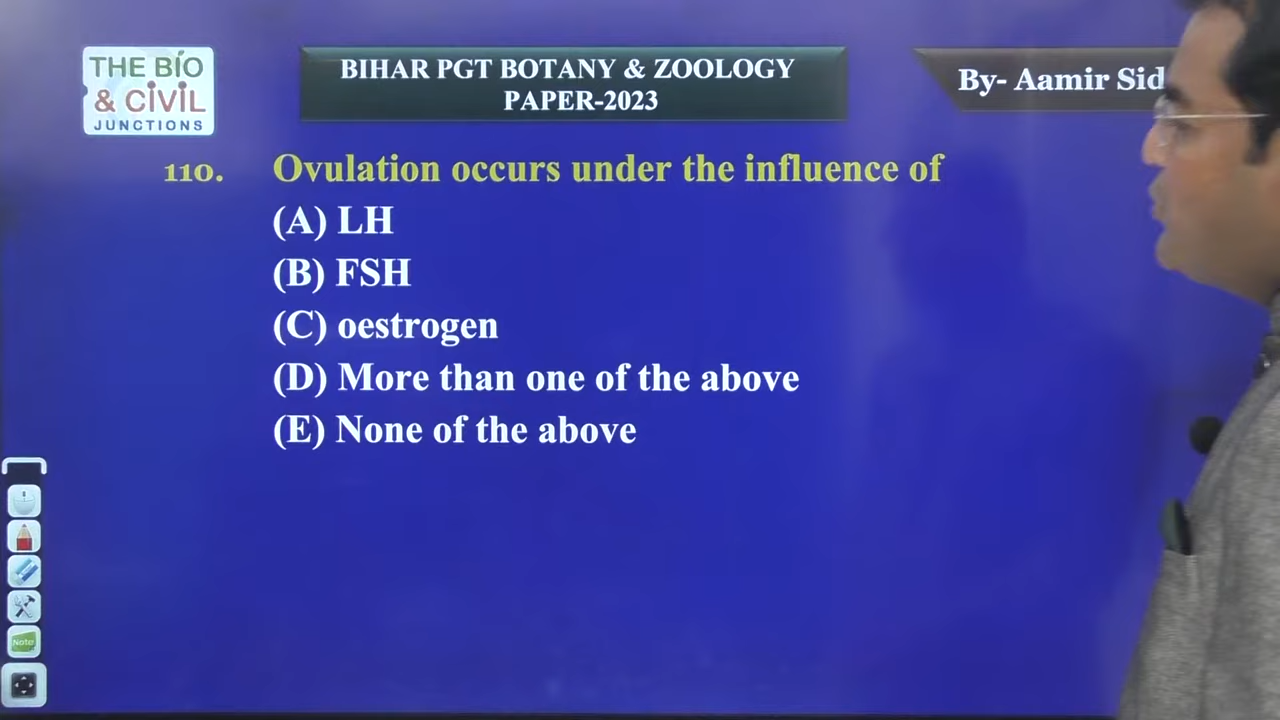 THE BIO
& CIVIL
JUNCTIONS
BIHAR PGT BOTANY & ZOOLOGY
PAPER-2023
By- Aamir Sid
110. Ovulation occurs under the influence of
(A) LH
(B) FSH
(C) oestrogen
(D) More than one of the above
(E) None of the above
Note